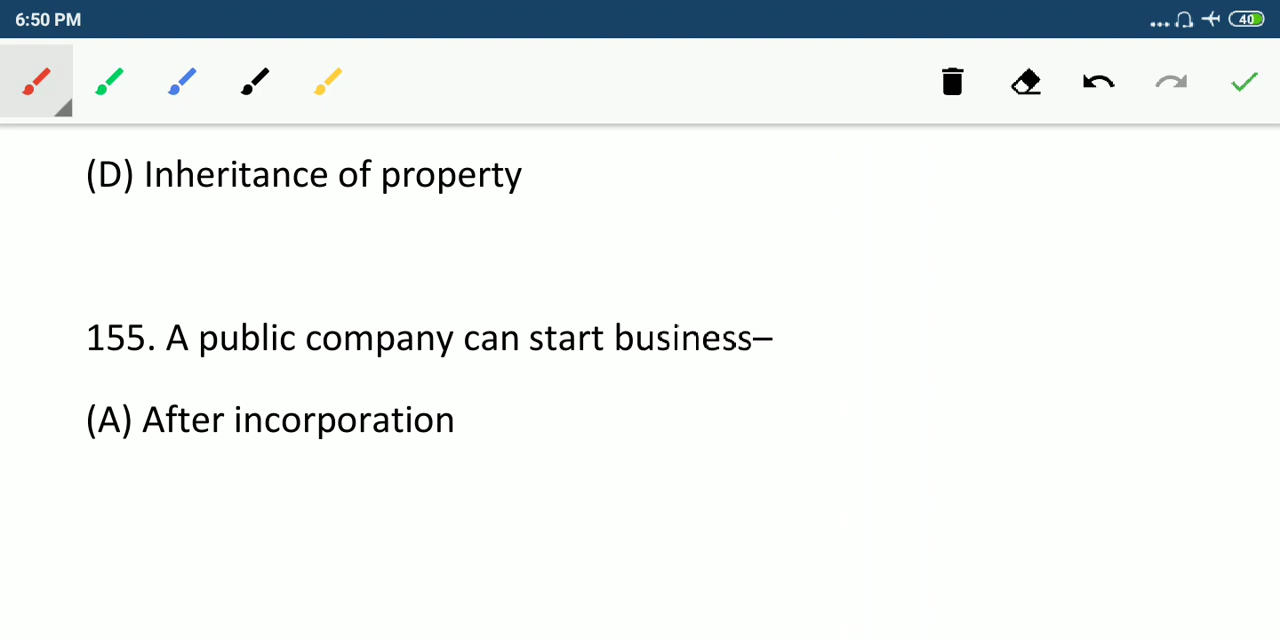 6:50 PM
40
(D) Inheritance of property
155. A public company can start business–
(A) After incorporation